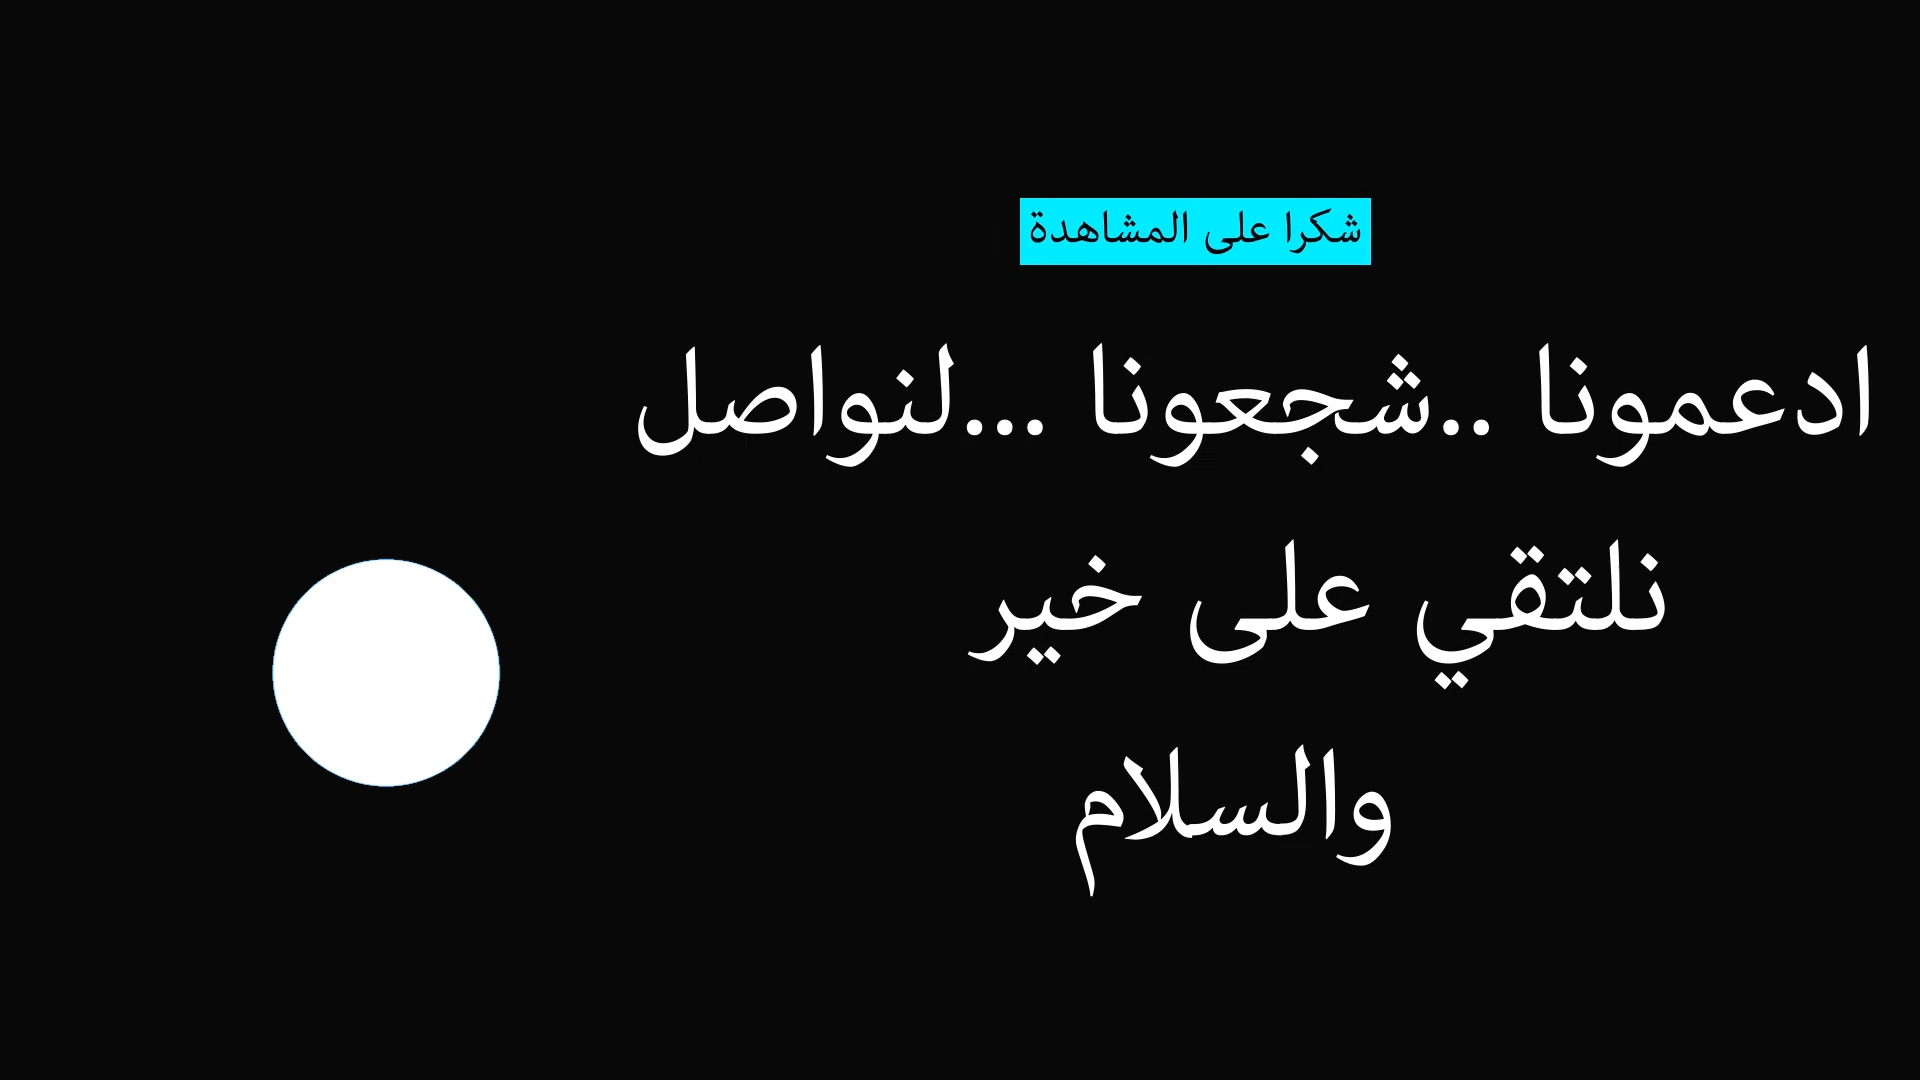 شكرا على المشاهدة
ادعمونا ..شجعونا ...لنواصل
نلتقي على خير
والسلام